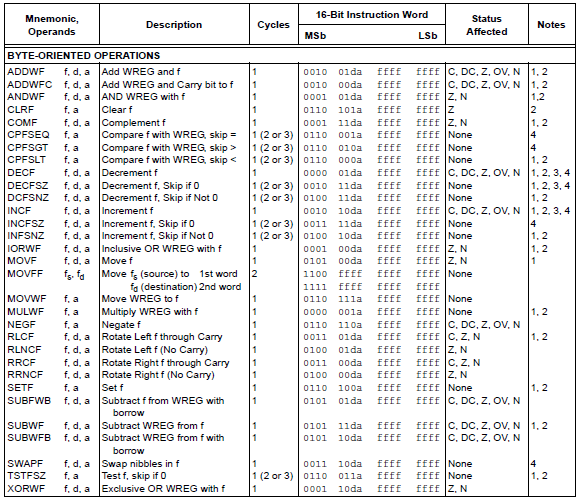 Mnemonic, Operands Description Cycles 16-Bit Instruction Word Status Affected Notes
MSb LSb
BYTE-ORIENTED OPERATIONS
ADDWF f, d, a Add WREG and f 1 0010 01da ffff ffff C, DC, Z, OV, N 1, 2
ADDWFC f, d, a Add WREG and Carry bit to f 1 0010 00da ffff ffff C, DC, Z, OV, N 1, 2
ANDWF f, d, a AND WREG with f 1 0001 01da ffff ffff Z, N 1,2
CLRF f, a Clear f 1 0110 101a ffff ffff Z 2
COMF f, d, a Complement f 1 0001 11da ffff ffff Z, N 1, 2
CPFSEQ f, a Compare f with WREG, skip = 1 (2 or 3) 0110 001a ffff ffff None 4
CPFSGT f, a Compare f with WREG, skip > 1 (2 or 3) 0110 010a ffff ffff None 4
CPFSLT f, a Compare f with WREG, skip < 1 (2 or 3) 0110 000a ffff ffff None 1, 2
DECF f, d, a Decrement f 1 0000 01da ffff ffff C, DC, Z, OV, N 1, 2, 3, 4
DECFSZ f, d, a Decrement f, Skip if 0 1 (2 or 3) 0010 11da ffff ffff None 1, 2, 3, 4
DCFSNZ f, d, a Decrement f, Skip if Not 0 1 (2 or 3) 0100 11da ffff ffff None 1, 2
INCF f, d, a Increment f 1 0010 10da ffff ffff C, DC, Z, OV, N 1, 2, 3, 4
INCFSZ f, d, a Increment f, Skip if 0 1 (2 or 3) 0011 11da ffff ffff None 4
INFSNZ f, d, a Increment f, Skip if Not 0 1 (2 or 3) 0100 10da ffff ffff None 1, 2
IORWF f, d, a Inclusive OR WREG with f 1 0001 00da ffff ffff Z, N 1, 2
MOVF f, d, a Move f 1 0101 00da ffff ffff Z, N 1
MOVFF fs, fd Move fs (source) to 1st word 2 1100 ffff ffff ffff None
fd (destination) 2nd word 1111 ffff ffff ffff
MOVWF f, a Move WREG to f 1 0110 111a ffff ffff None
MULWF f, a Multiply WREG with f 1 0000 001a ffff ffff None 1, 2
NEGF f, a Negate f 1 0110 110a ffff ffff C, DC, Z, OV, N
RLCF f, d, a Rotate Left f through Carry 1 0011 01da ffff ffff C, Z, N 1, 2
RLNCF f, d, a Rotate Left f (No Carry) 1 0100 01da ffff ffff Z, N
RRCF f, d, a Rotate Right f through Carry 1 0011 00da ffff ffff C, Z, N
RRNCF f, d, a Rotate Right f (No Carry) 1 0100 00da ffff ffff Z, N
SETF f, a Set f 1 0110 100a ffff ffff None 1, 2
SUBFWB f, d, a Subtract f from WREG with 1 0101 01da ffff ffff C, DC, Z, OV, N
borrow
SUBWF f, d, a Subtract WREG from f 1 0101 11da ffff ffff C, DC, Z, OV, N 1, 2
SUBWFB f, d, a Subtract WREG from f with 1 0101 10da ffff ffff C, DC, Z, OV, N
borrow
SWAPF f, d, a Swap nibbles in f 1 0011 10da ffff ffff None 4
TSTFSZ f, a Test f, skip if 0 1 (2 or 3) 0110 011a ffff ffff None 1, 2
XORWF f, d, a Exclusive OR WREG with f 1 0001 10da ffff ffff Z, N